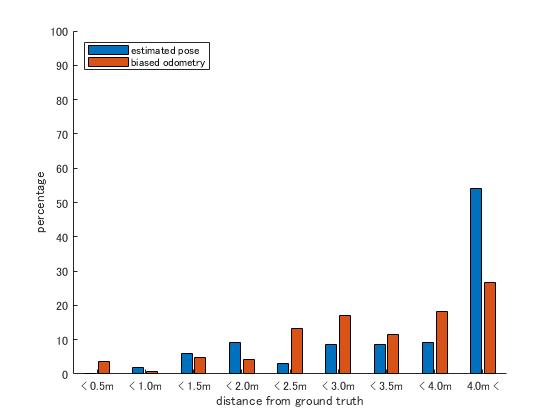 100
90
80
70
60
50
40
30
20
10
0
percentage
estimated pose
biased odometry
< 0.5m < 1.0m < 1.5m < 2.0m < 2.5m < 3.0m < 3.5m < 4.0m 4.0m <
distance from ground truth